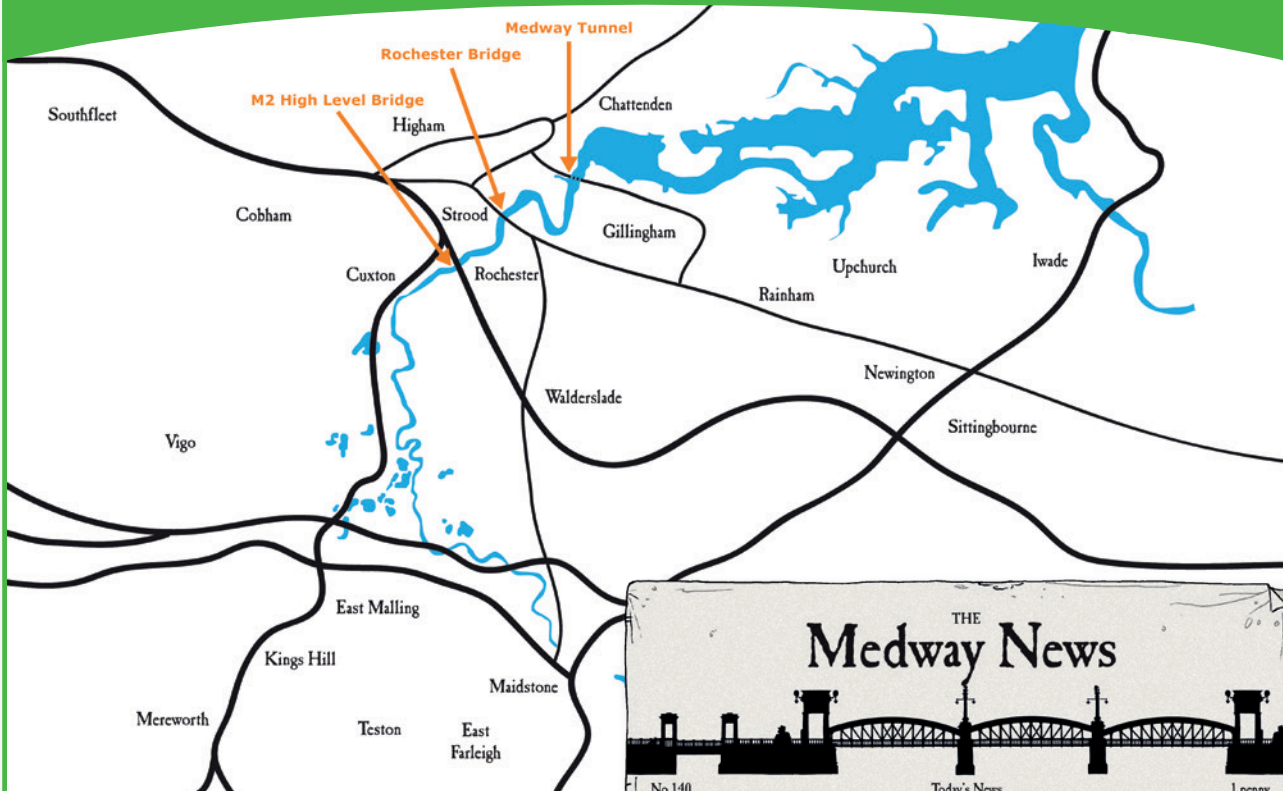 Medway Tunnel
Rochester Bridge
M2 High Level Bridge
Chattenden
Southfleet
Higham
Cobham
Strood
Gillingham
Cuxton
Rochester
Upchurch
Iwade
Rainham
Newington
Walderslade
Sittingbourne
Vigo
East Malling
Kings Hill
Maidstone
Mereworth
Teston
East
Farleigh
THE
Medway News
No 140
Today's News
1 penny